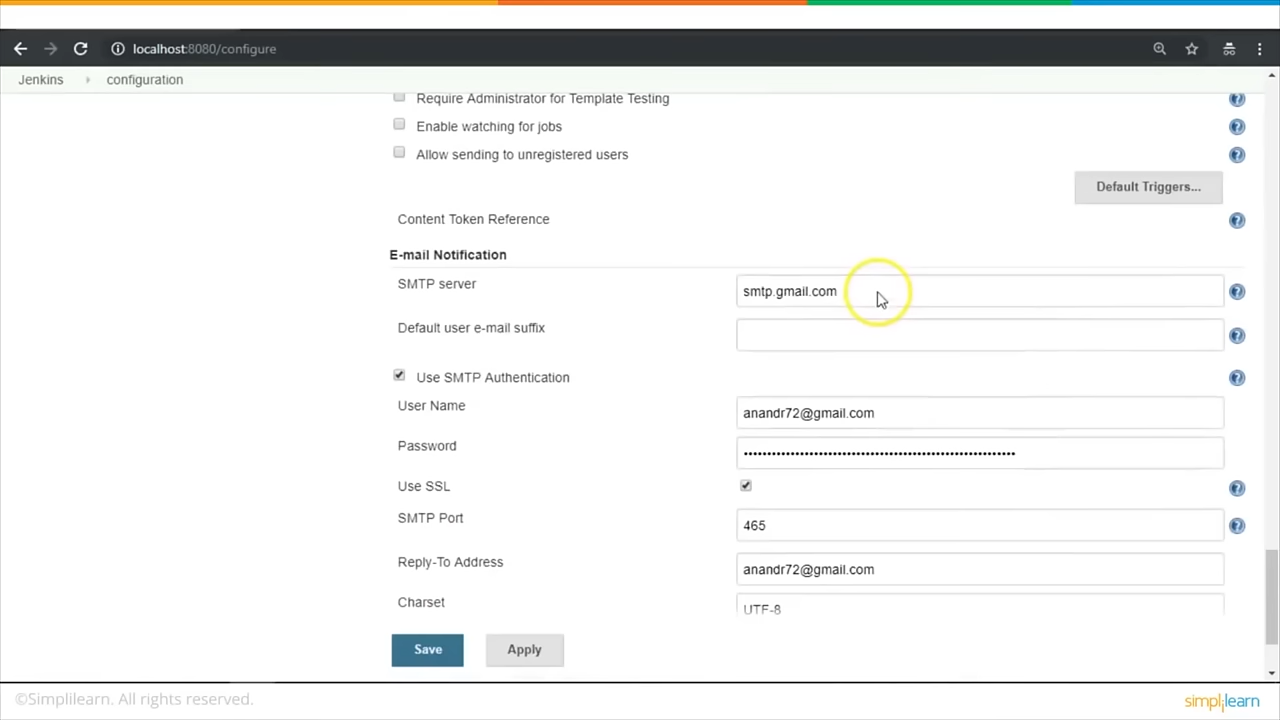 localhost:8080/configure
Jenkins configuration
Require Administrator for Template Testing
Enable watching for jobs
Allow sending to unregistered users
Default Triggers...
Content Token Reference
E-mail Notification
SMTP server smtp.gmail.com
Default user e-mail suffix
Use SMTP Authentication
User Name anandr72@gmail.com
Password ••••••••••••••••••••••••••••••••••••••••••••••••••••••••••
Use SSL
SMTP Port 465
Reply-To Address anandr72@gmail.com
Charset UTF-8
Save Apply
©Simplilearn. All rights reserved. simplilearn